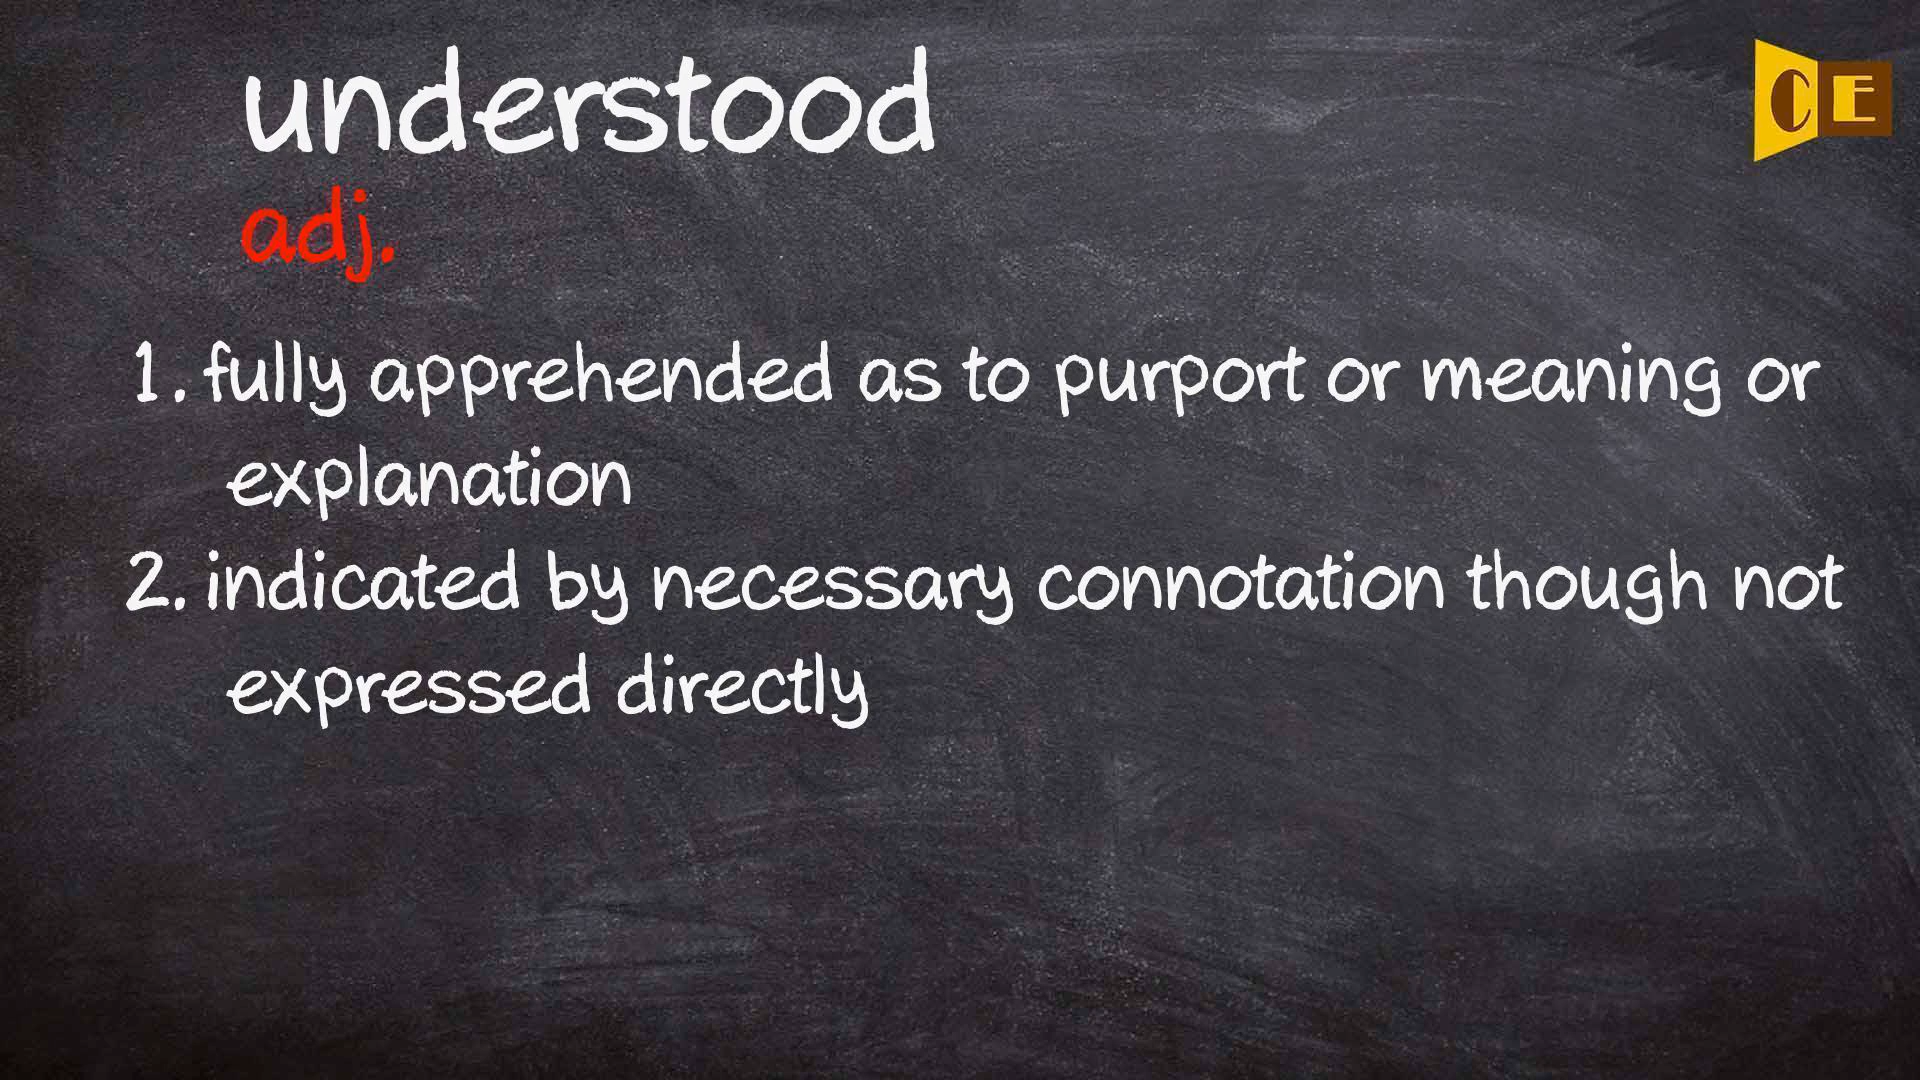 understood
CE
adj.
1. fully apprehended as to purport or meaning or
explanation
2. indicated by necessary connotation though not
expressed directly